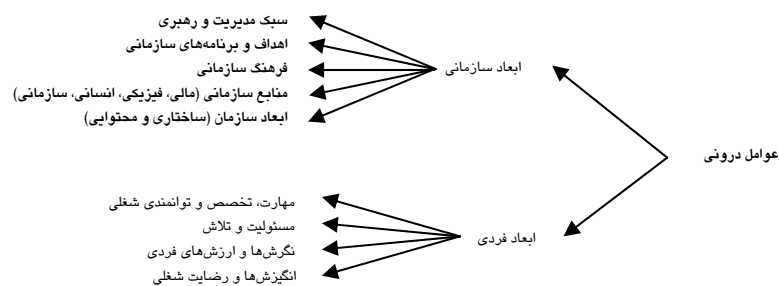 عوامل درونی
ابعاد سازمانی
سبک مدیریت و رهبری
اهداف و برنامه‌های سازمانی
فرهنگ سازمانی
منابع سازمانی (مالی، فیزیکی، انسانی، سازمانی)
ابعاد سازمان (ساختاری و محتوایی)
ابعاد فردی
مهارت، تخصص و توانمندی شغلی
مسئولیت و تلاش
نگرش‌ها و ارزش‌های فردی
انگیزش‌ها و رضایت شغلی